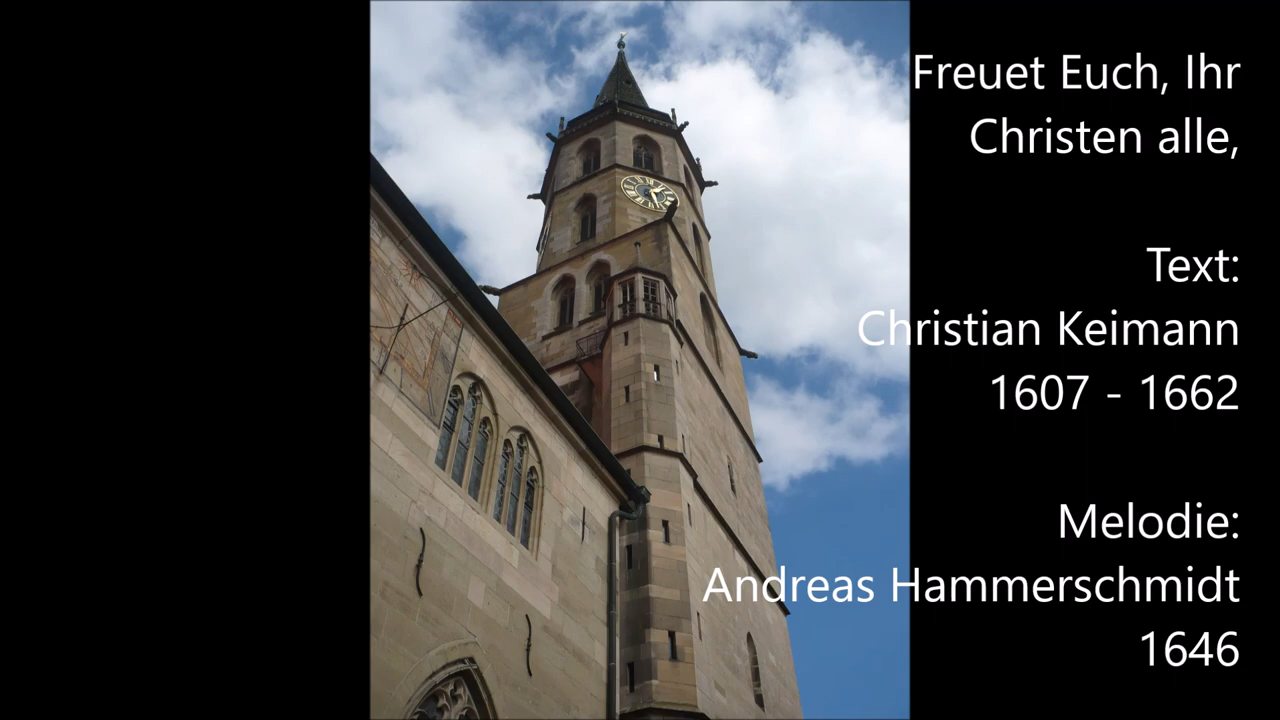 Freuet Euch, Ihr
Christen alle,
Text:
Christian Keimann
1607 - 1662
Melodie:
Andreas Hammerschmidt
1646